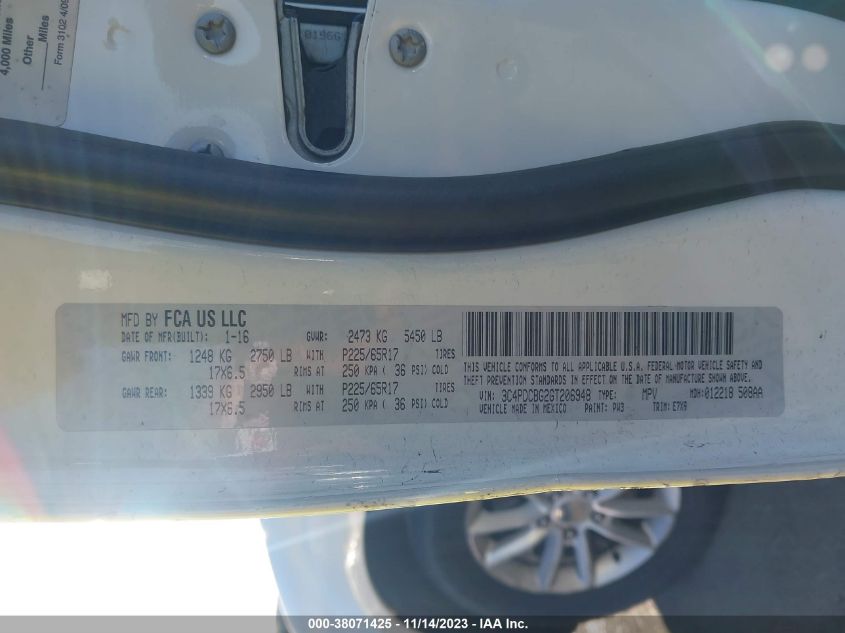 4,000 Miles
Other
Miles
Form 3102 4/09
MFD BY FCA US LLC
DATE OF MFR(BUILT): 1-16 GVWR: 2473 KG 5450 LB
GAWR FRONT: 1248 KG 2750 LB WITH P225/65R17 TIRES
17X6.5 RIMS AT 250 KPA ( 36 PSI) COLD
GAWR REAR: 1339 KG 2950 LB WITH P225/65R17 TIRES
17X6.5 RIMS AT 250 KPA ( 36 PSI) COLD
THIS VEHICLE CONFORMS TO ALL APPLICABLE U.S.A. FEDERAL MOTOR VEHICLE SAFETY AND
THEFT PREVENTION STANDARDS IN EFFECT ON THE DATE OF MANUFACTURE SHOWN ABOVE.
VIN: 3C4PDCBG2GT206948 TYPE: MPV MDH: 012218 508AA
VEHICLE MADE IN MEXICO PAINT: PW3 TRIM: E7X9
000-38071425 - 11/14/2023 - IAA Inc.